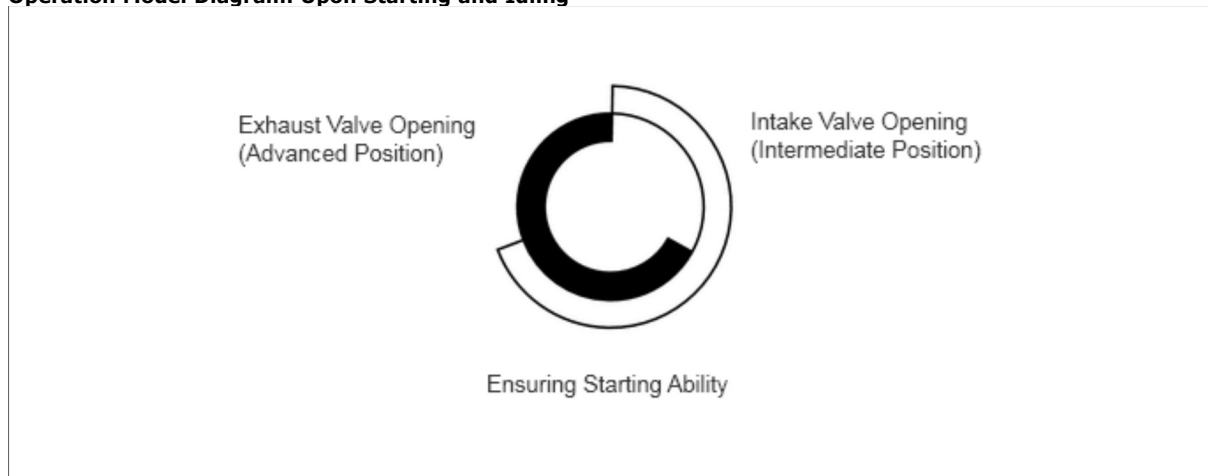 Operation Model Diagram: Upon Starting and Idling
Exhaust Valve Opening
(Advanced Position)
Intake Valve Opening
(Intermediate Position)
Ensuring Starting Ability